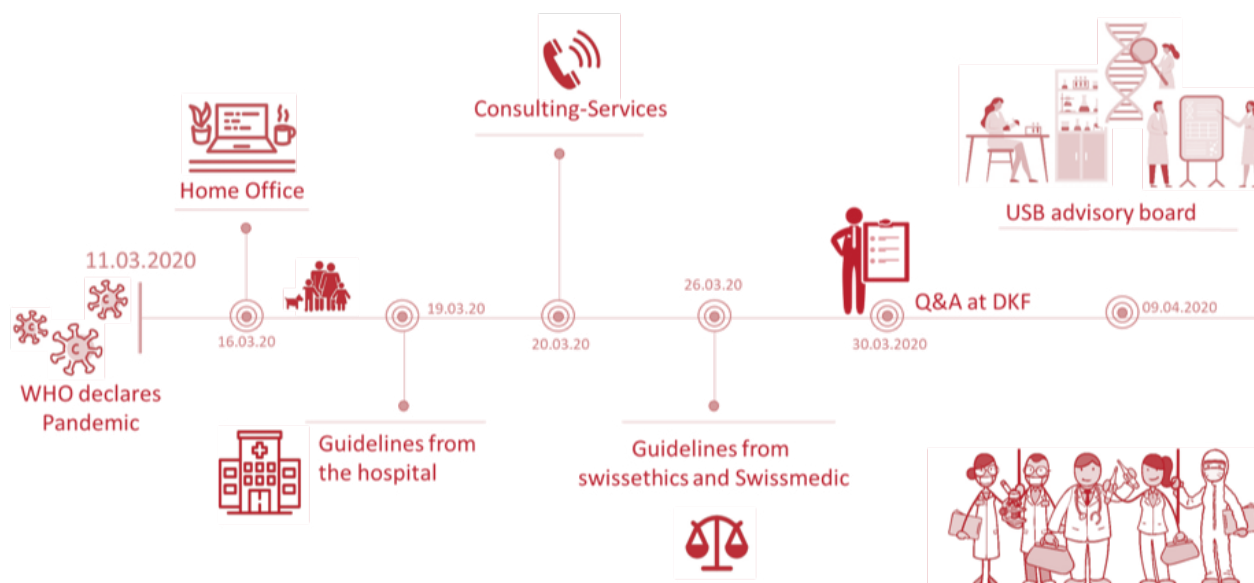 Consulting-Services
Home Office
USB advisory board
11.03.2020
26.03.20
Q&A at DKF
19.03.20
09.04.2020
16.03.20
20.03.20
30.03.2020
WHO declares
Pandemic
Guidelines from
the hospital
Guidelines from
swissethics and Swissmedic